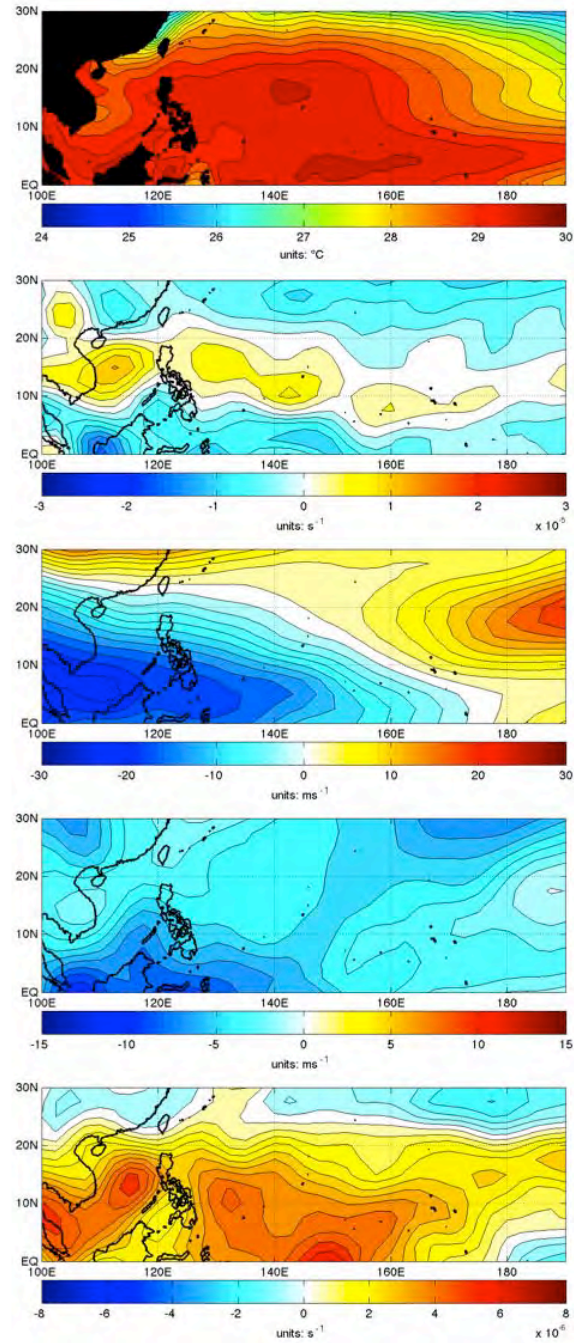 30N
20N
10N
EQ
100E 120E 140E 160E 180
24 25 26 27 28 29 30
units: °C
30N
20N
10N
EQ
100E 120E 140E 160E 180
-3 -2 -1 0 1 2 3
units: s⁻¹ x 10⁻⁵
30N
20N
10N
EQ
100E 120E 140E 160E 180
-30 -20 -10 0 10 20 30
units: ms⁻¹
30N
20N
10N
EQ
100E 120E 140E 160E 180
-15 -10 -5 0 5 10 15
units: ms⁻¹
30N
20N
10N
EQ
100E 120E 140E 160E 180
-8 -6 -4 -2 0 2 4 6 8
units: s⁻¹ x 10⁻⁶